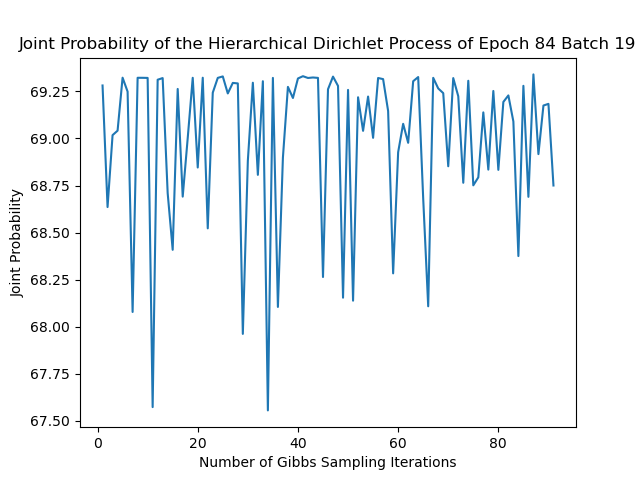 Joint Probability of the Hierarchical Dirichlet Process of Epoch 84 Batch 19
69.25
69.00
68.75
68.50
68.25
68.00
67.75
67.50
Joint Probability
0 20 40 60 80
Number of Gibbs Sampling Iterations